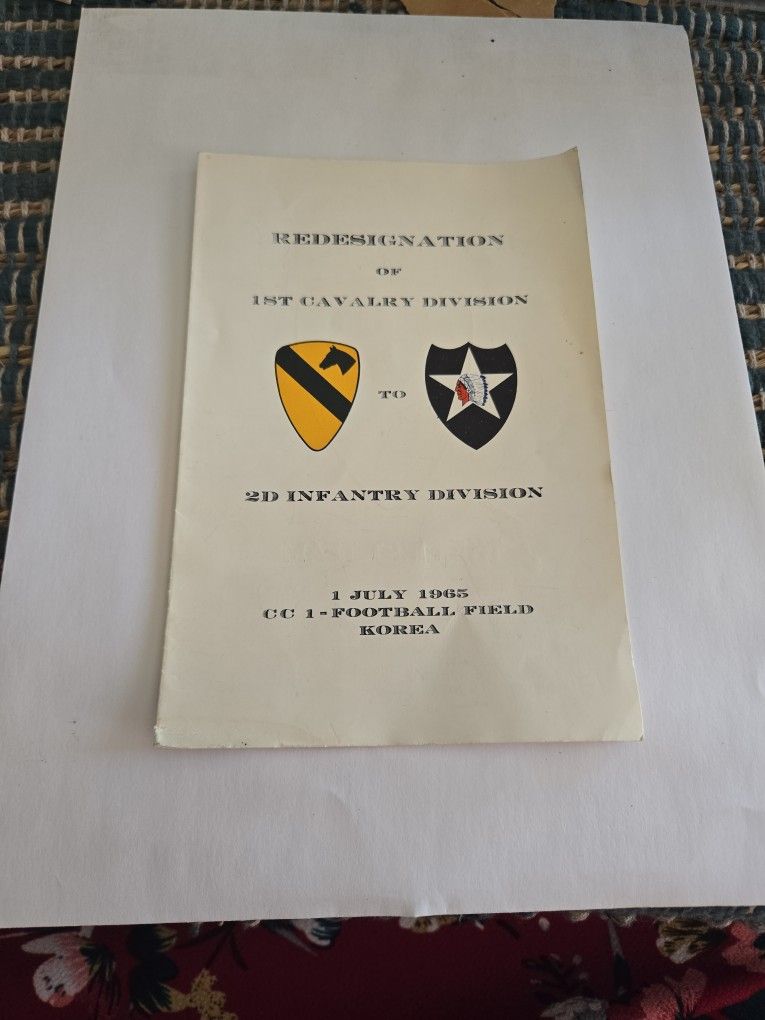 REDESIGNATION
OF
1ST CAVALRY DIVISION
TO
2D INFANTRY DIVISION
1 JULY 1965
CC 1-FOOTBALL FIELD
KOREA